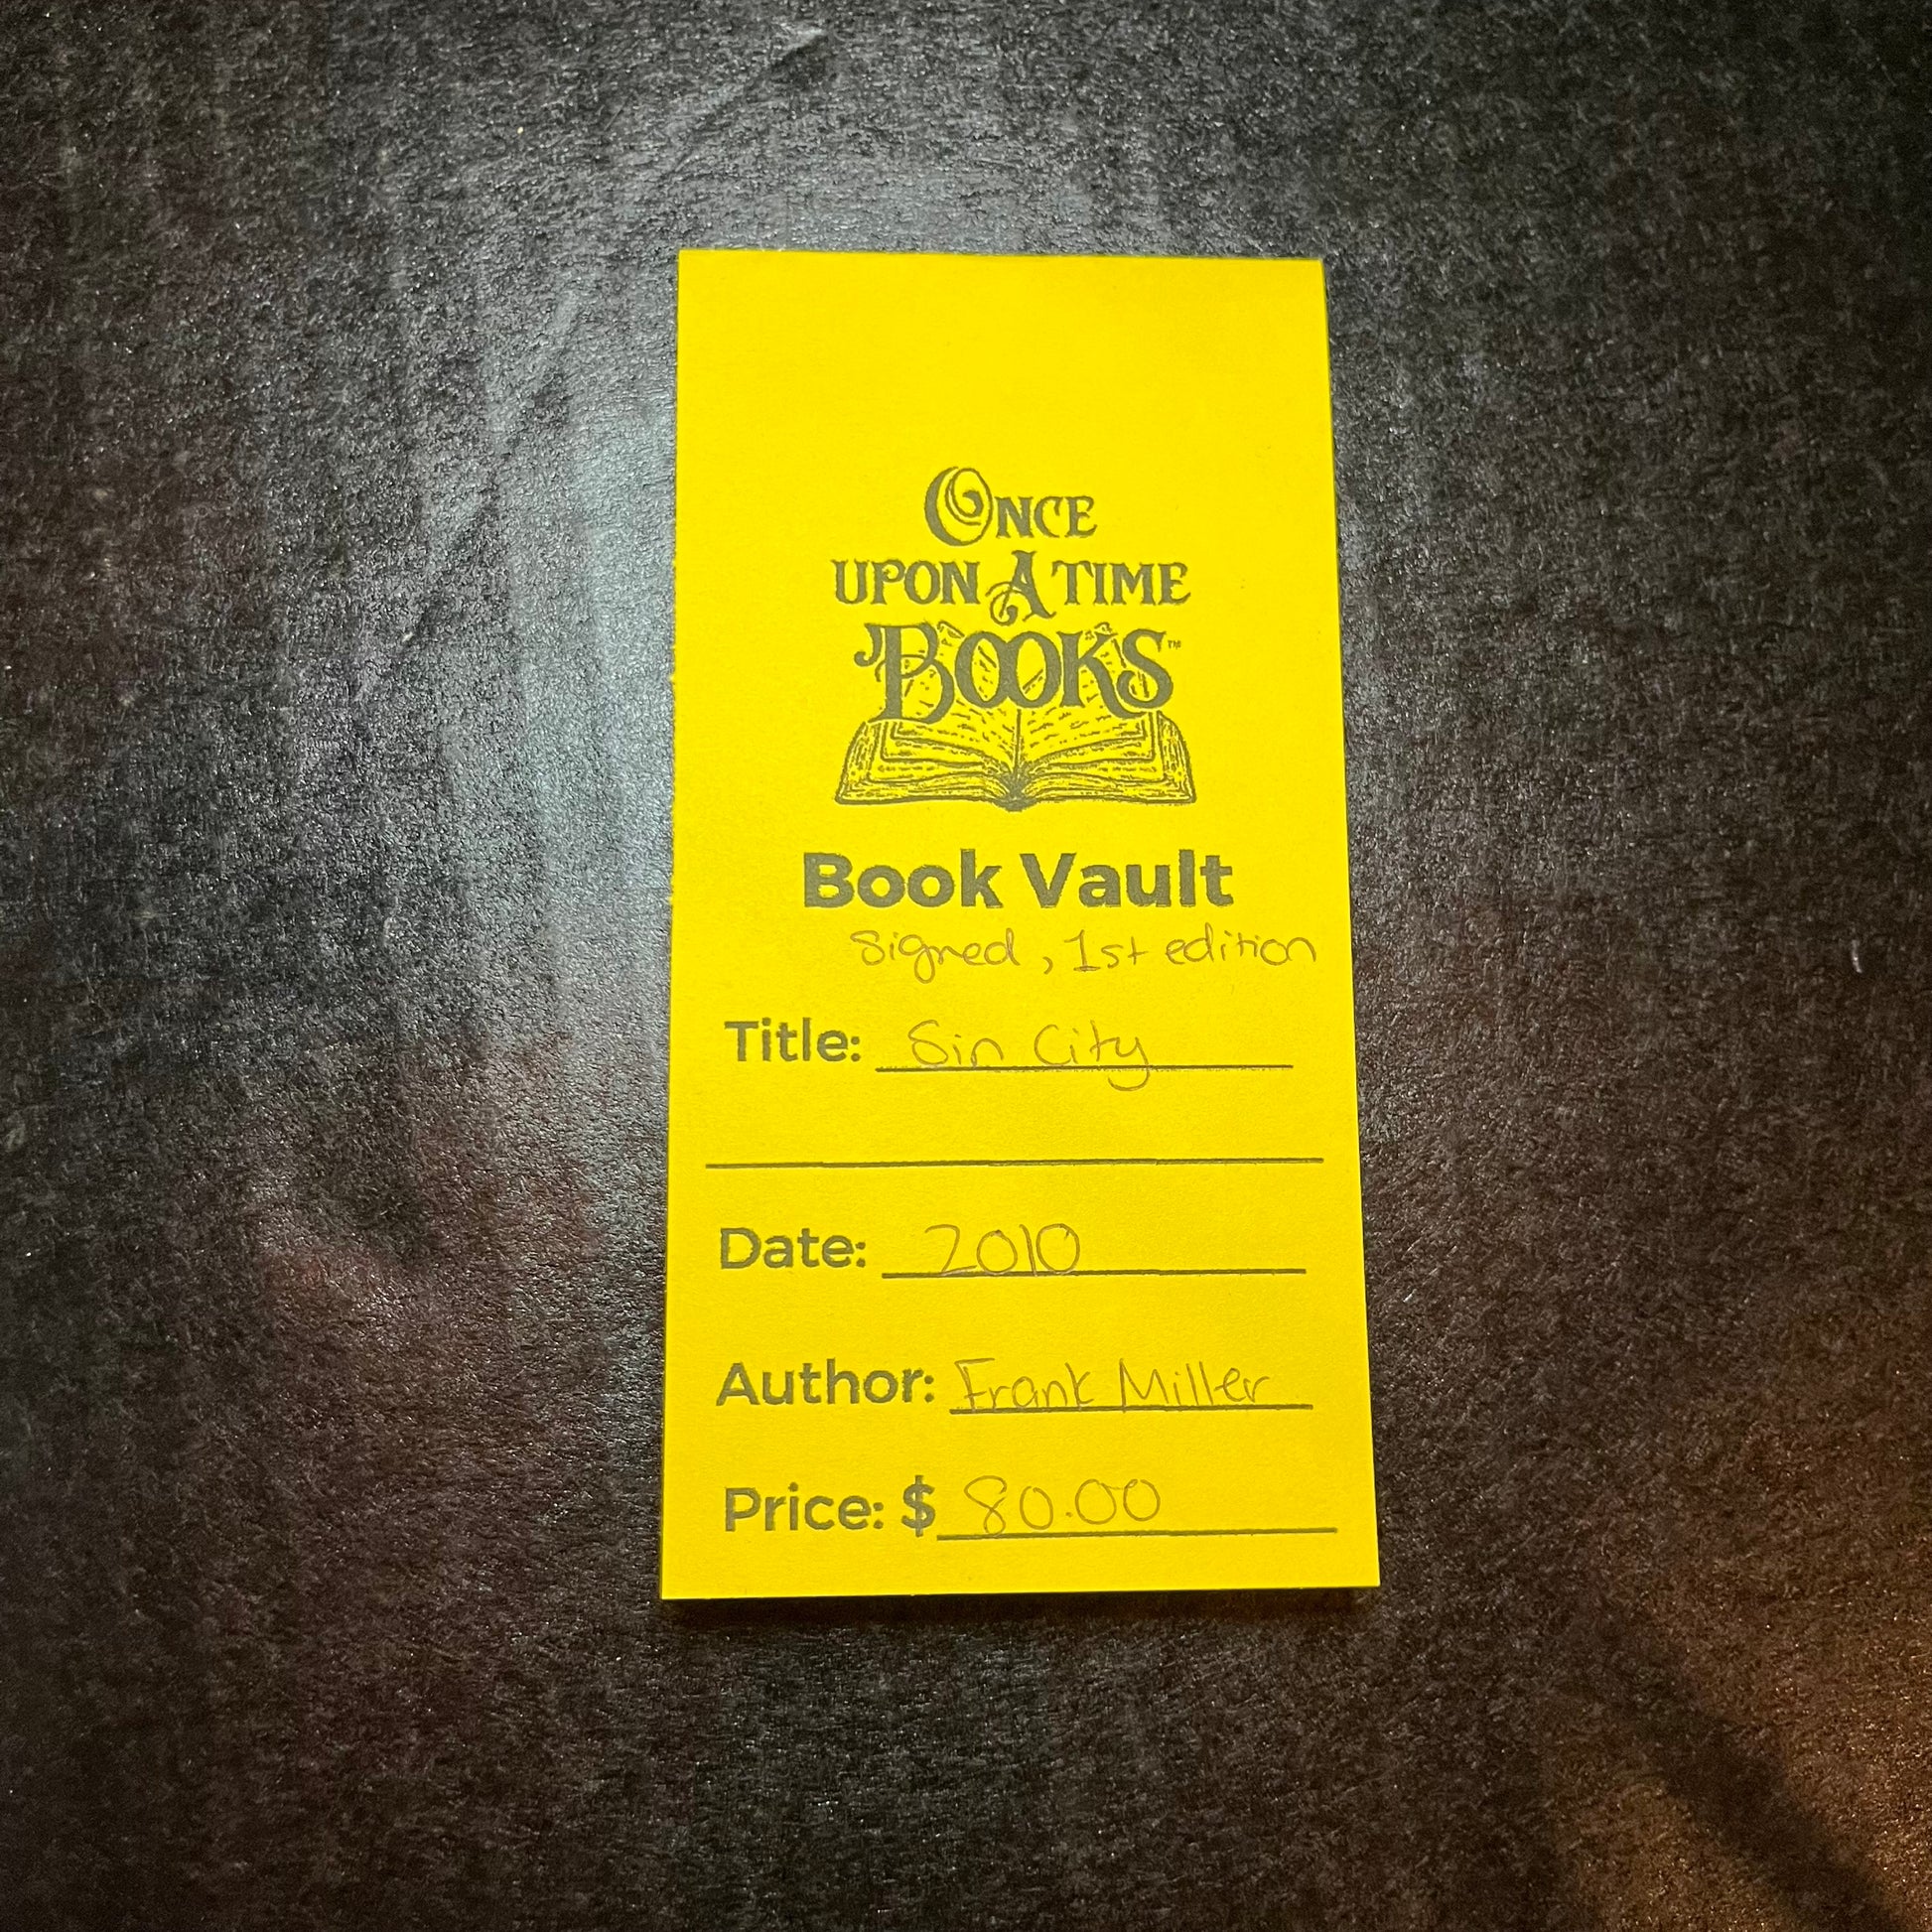 ONCE
UPON A TIME
BOOKS™
Book Vault
Signed, 1st edition
Title: Sin City
Date: 2010
Author: Frank Miller
Price: $ 80.00